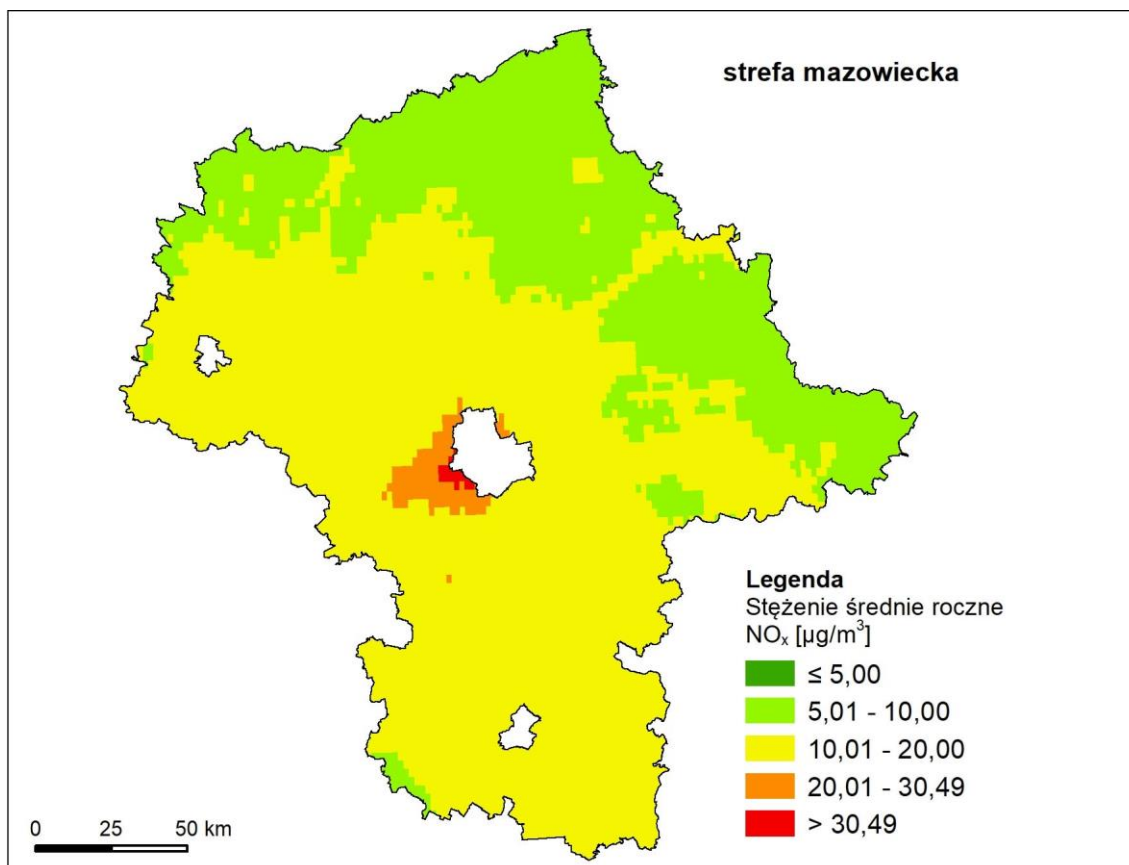 strefa mazowiecka
Legenda
Stężenie średnie roczne
NOₓ [µg/m³]
≤ 5,00
5,01 - 10,00
10,01 - 20,00
20,01 - 30,49
> 30,49
0 25 50 km